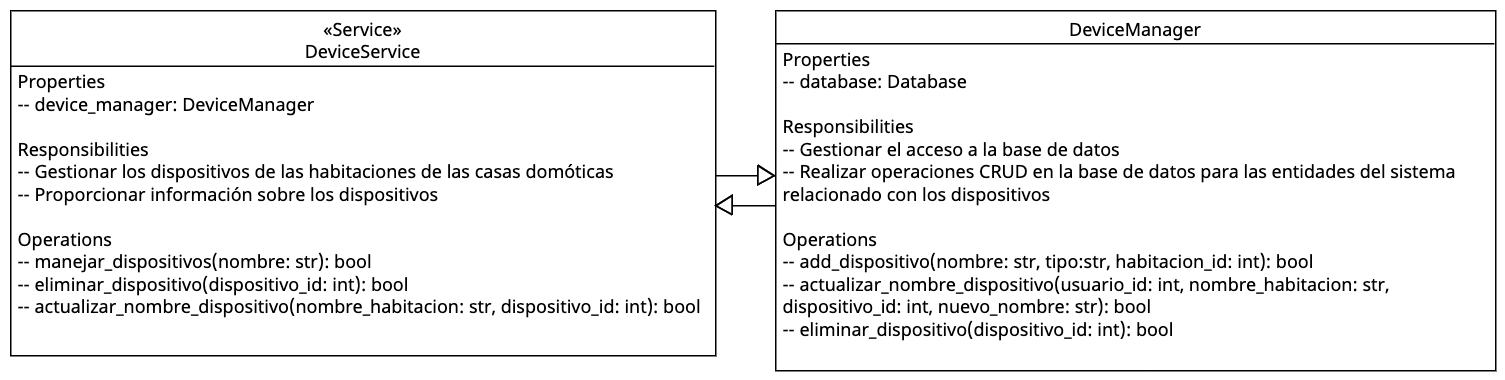 «Service»
DeviceService
Properties
-- device_manager: DeviceManager
Responsibilities
-- Gestionar los dispositivos de las habitaciones de las casas domóticas
-- Proporcionar información sobre los dispositivos
Operations
-- manejar_dispositivos(nombre: str): bool
-- eliminar_dispositivo(dispositivo_id: int): bool
-- actualizar_nombre_dispositivo(nombre_habitacion: str, dispositivo_id: int): bool
DeviceManager
Properties
-- database: Database
Responsibilities
-- Gestionar el acceso a la base de datos
-- Realizar operaciones CRUD en la base de datos para las entidades del sistema
relacionado con los dispositivos
Operations
-- add_dispositivo(nombre: str, tipo:str, habitacion_id: int): bool
-- actualizar_nombre_dispositivo(usuario_id: int, nombre_habitacion: str,
dispositivo_id: int, nuevo_nombre: str): bool
-- eliminar_dispositivo(dispositivo_id: int): bool